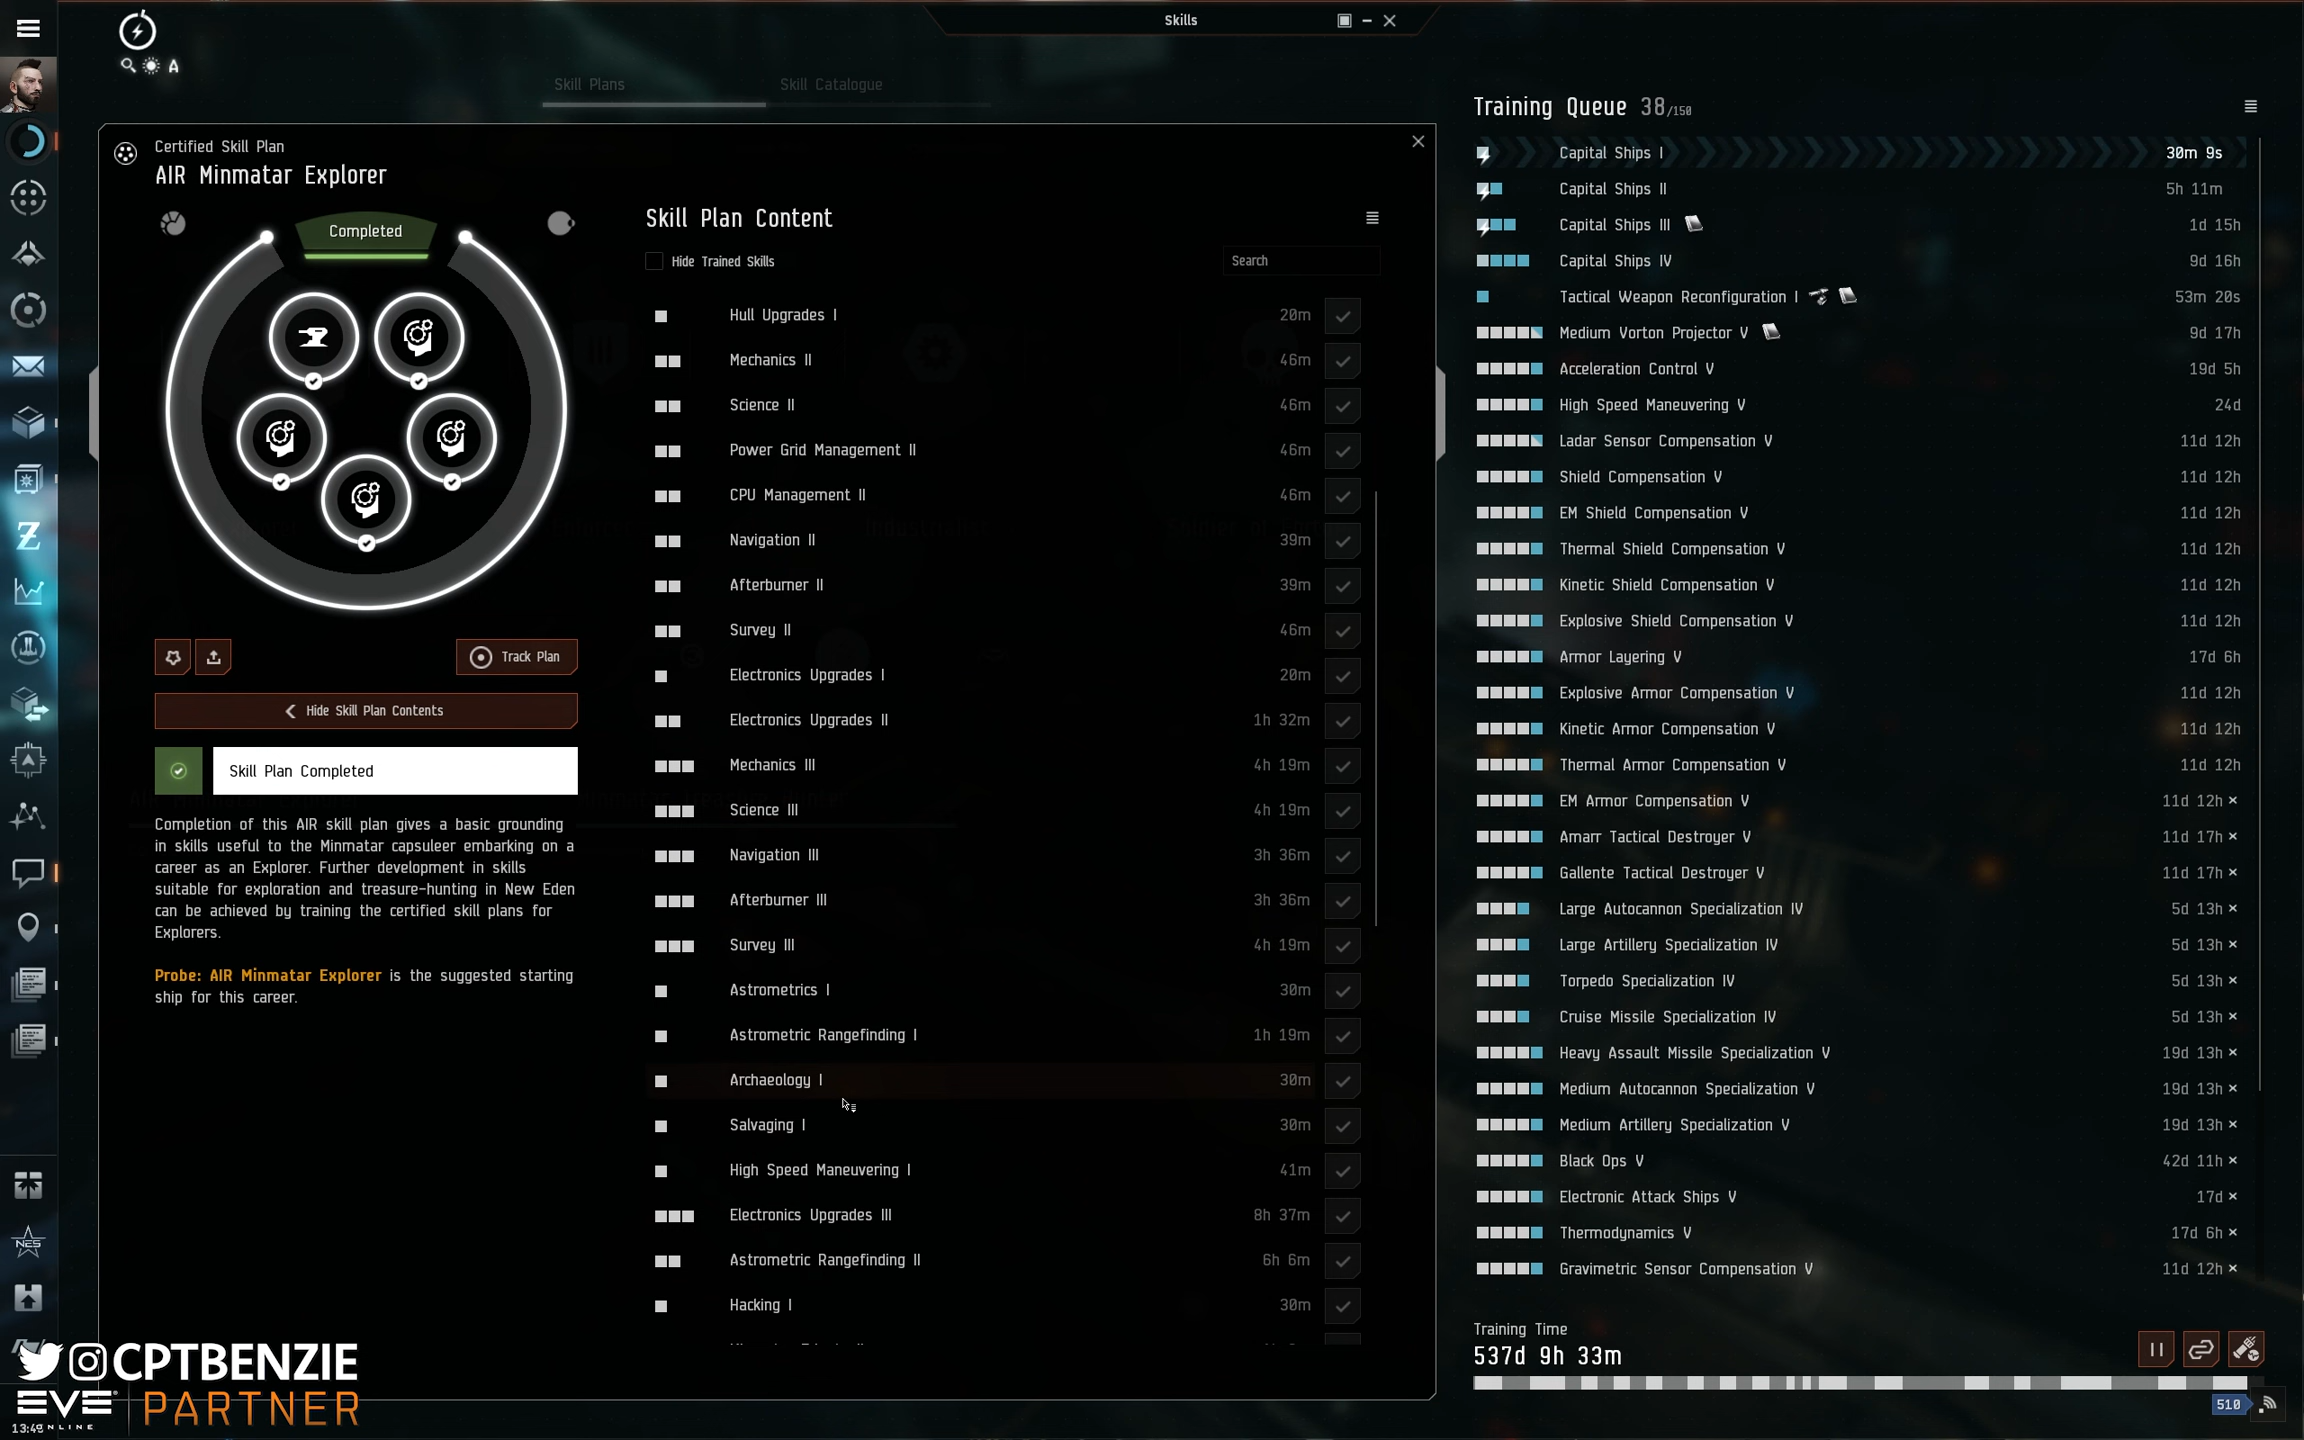 Skills
A
Skill Plans
Skill Catalogue
Certified Skill Plan
AIR Minmatar Explorer
Completed
Track Plan
Hide Skill Plan Contents
Skill Plan Completed
Completion of this AIR skill plan gives a basic grounding
in skills useful to the Minmatar capsuleer embarking on a
career as an Explorer. Further development in skills
suitable for exploration and treasure-hunting in New Eden
can be achieved by training the certified skill plans for
Explorers.
Probe: AIR Minmatar Explorer is the suggested starting
ship for this career.
Skill Plan Content
Hide Trained Skills
Search
Hull Upgrades I 20m
Mechanics II 46m
Science II 46m
Power Grid Management II 46m
CPU Management II 46m
Navigation II 39m
Afterburner II 39m
Survey II 46m
Electronics Upgrades I 20m
Electronics Upgrades II 1h 32m
Mechanics III 4h 19m
Science III 4h 19m
Navigation III 3h 36m
Afterburner III 3h 36m
Survey III 4h 19m
Astrometrics I 30m
Astrometric Rangefinding I 1h 19m
Archaeology I 30m
Salvaging I 30m
High Speed Maneuvering I 41m
Electronics Upgrades III 8h 37m
Astrometric Rangefinding II 6h 6m
Hacking I 30m
Training Queue 38/150
Capital Ships I 30m 9s
Capital Ships II 5h 11m
Capital Ships III 1d 15h
Capital Ships IV 9d 16h
Tactical Weapon Reconfiguration I 53m 20s
Medium Vorton Projector V 9d 17h
Acceleration Control V 19d 5h
High Speed Maneuvering V 24d
Ladar Sensor Compensation V 11d 12h
Shield Compensation V 11d 12h
EM Shield Compensation V 11d 12h
Thermal Shield Compensation V 11d 12h
Kinetic Shield Compensation V 11d 12h
Explosive Shield Compensation V 11d 12h
Armor Layering V 17d 6h
Explosive Armor Compensation V 11d 12h
Kinetic Armor Compensation V 11d 12h
Thermal Armor Compensation V 11d 12h
EM Armor Compensation V 11d 12h
Amarr Tactical Destroyer V 11d 17h
Gallente Tactical Destroyer V 11d 17h
Large Autocannon Specialization IV 5d 13h
Large Artillery Specialization IV 5d 13h
Torpedo Specialization IV 5d 13h
Cruise Missile Specialization IV 5d 13h
Heavy Assault Missile Specialization V 19d 13h
Medium Autocannon Specialization V 19d 13h
Medium Artillery Specialization V 19d 13h
Black Ops V 42d 11h
Electronic Attack Ships V 17d
Thermodynamics V 17d 6h
Gravimetric Sensor Compensation V 11d 12h
Training Time
537d 9h 33m
510
NES
CPTBENZIE
EVE
ONLINE
PARTNER